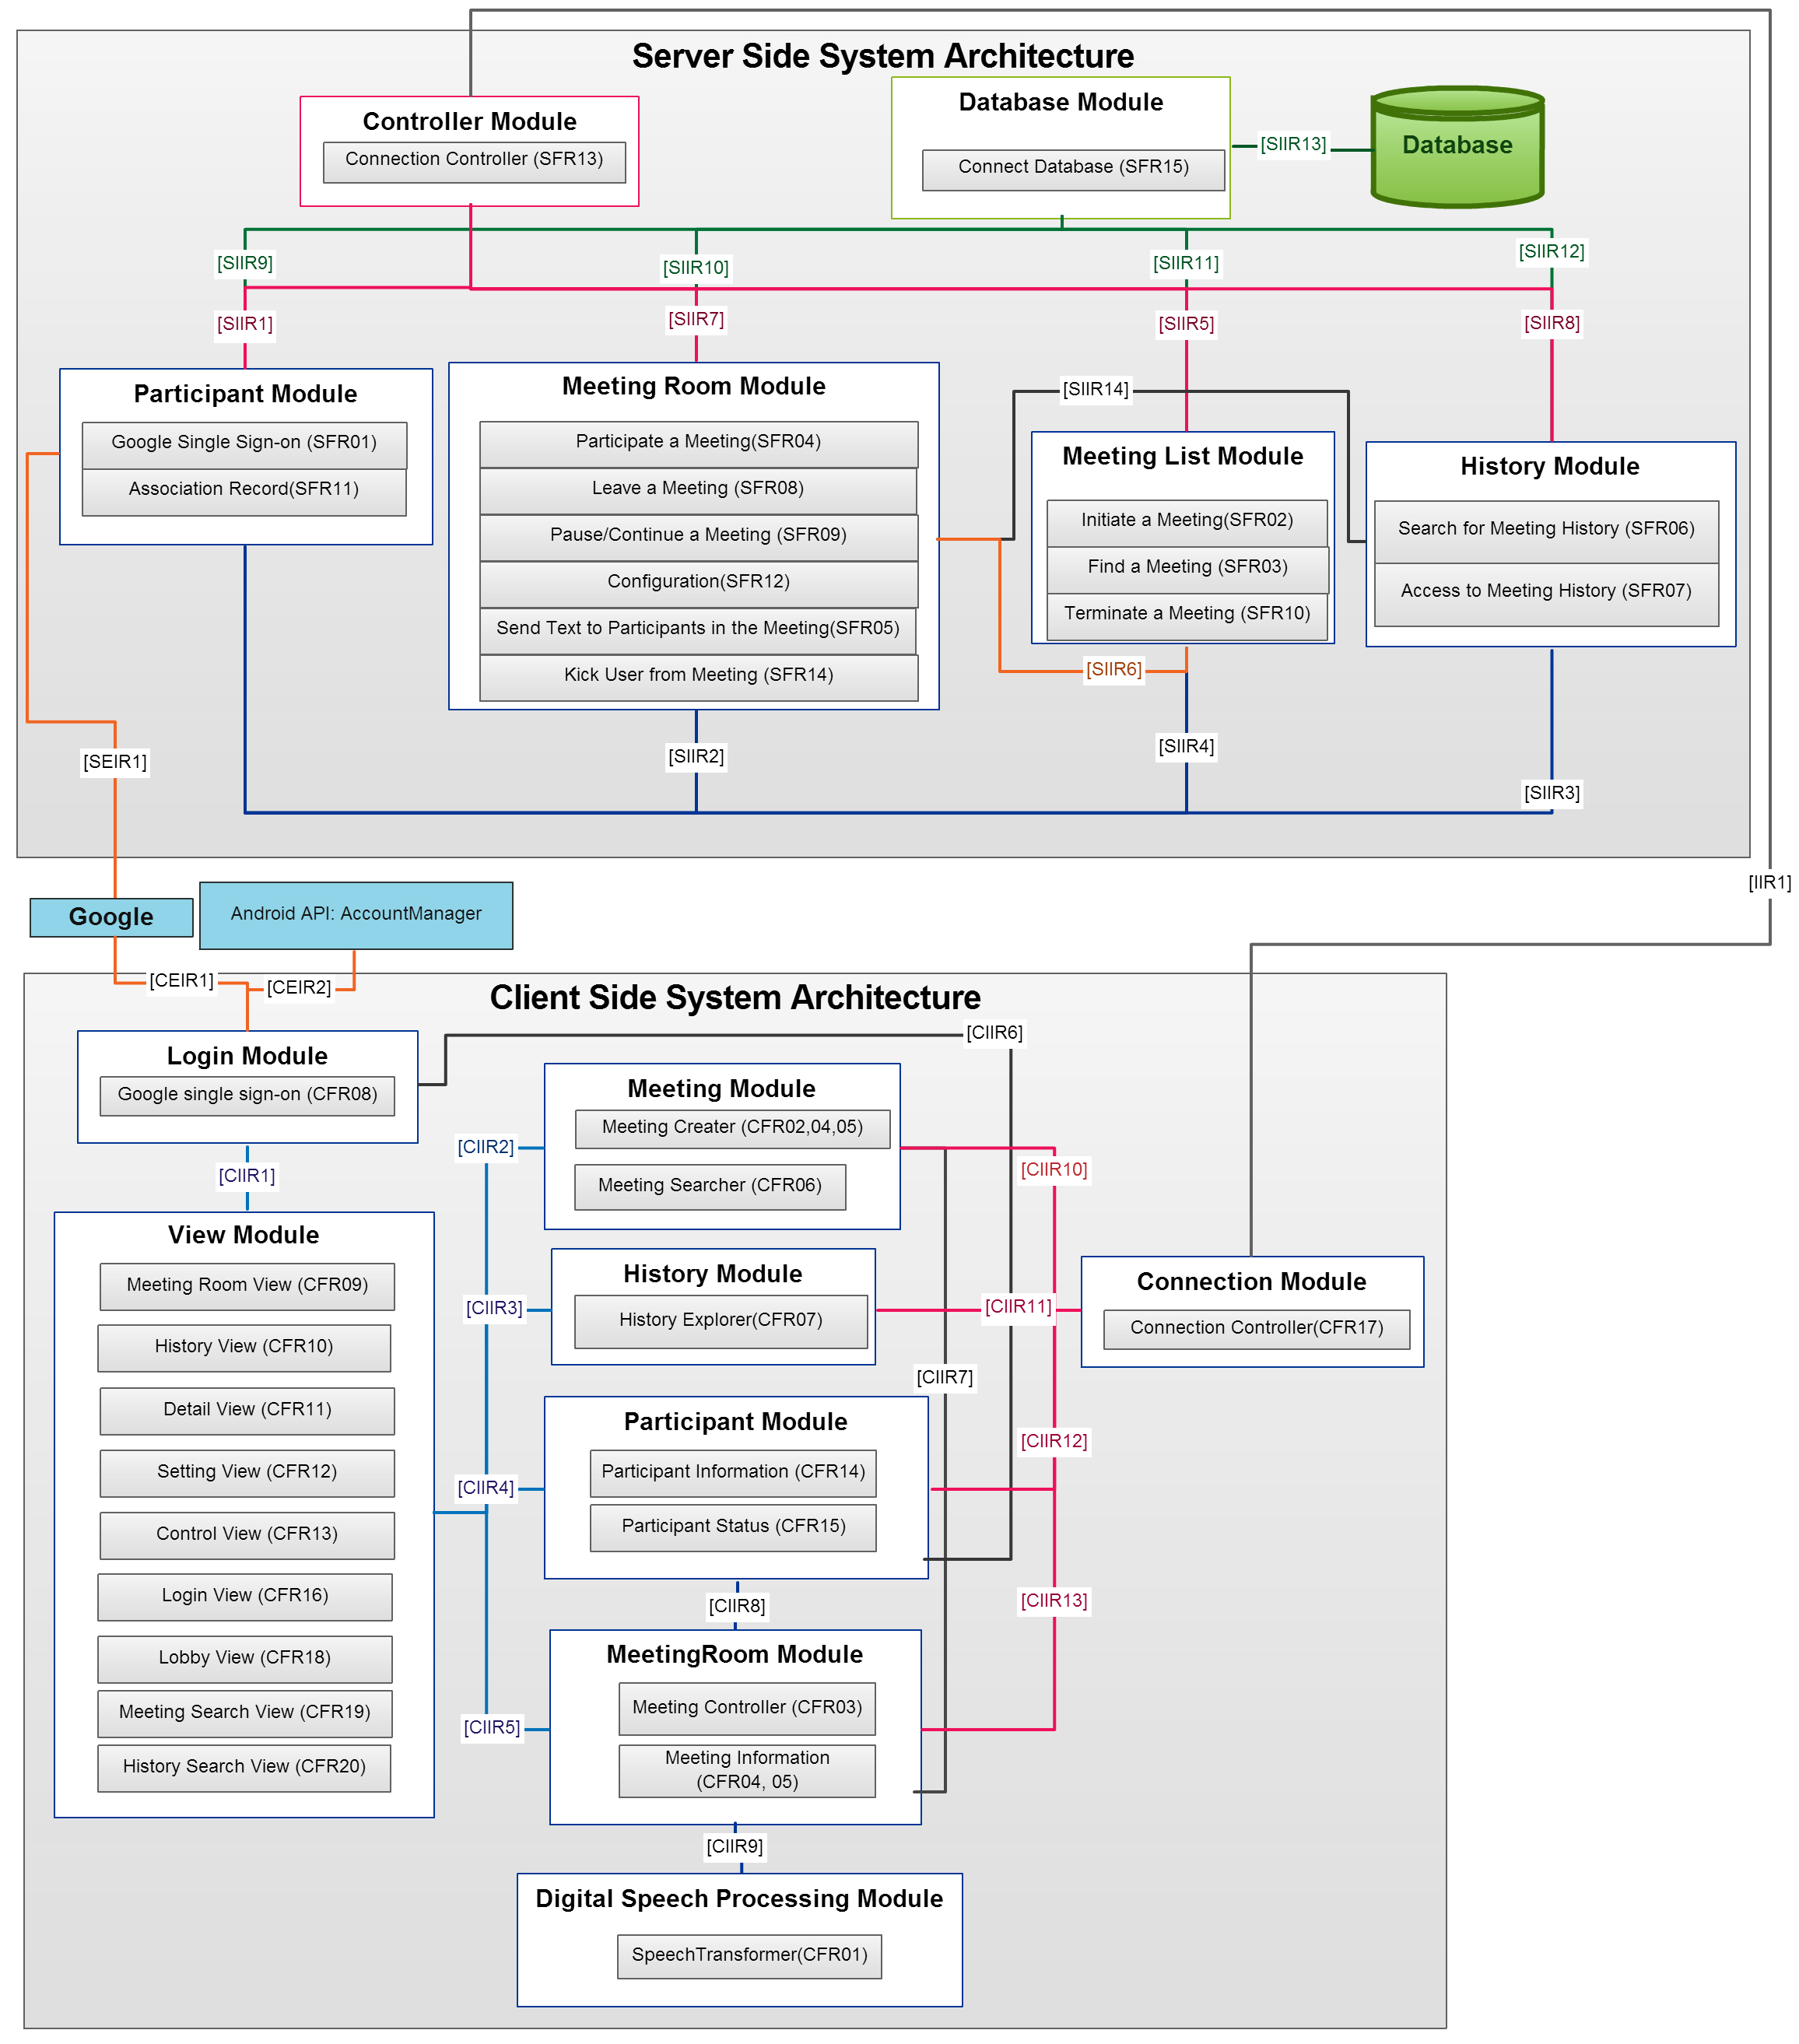 Server Side System Architecture
Controller Module
Connection Controller (SFR13)
Database Module
Connect Database (SFR15)
[SIIR13]
Database
[SIIR9]
[SIIR10]
[SIIR11]
[SIIR12]
[SIIR1]
[SIIR7]
[SIIR5]
[SIIR8]
Participant Module
Google Single Sign-on (SFR01)
Association Record(SFR11)
Meeting Room Module
Participate a Meeting(SFR04)
Leave a Meeting (SFR08)
Pause/Continue a Meeting (SFR09)
Configuration(SFR12)
Send Text to Participants in the Meeting(SFR05)
Kick User from Meeting (SFR14)
[SIIR14]
Meeting List Module
Initiate a Meeting(SFR02)
Find a Meeting (SFR03)
Terminate a Meeting (SFR10)
History Module
Search for Meeting History (SFR06)
Access to Meeting History (SFR07)
[SIIR6]
[SEIR1]
[SIIR2]
[SIIR4]
[SIIR3]
[IIR1]
Google
Android API: AccountManager
[CEIR1]
[CEIR2]
Client Side System Architecture
Login Module
Google single sign-on (CFR08)
[CIIR6]
[CIIR1]
View Module
Meeting Room View (CFR09)
History View (CFR10)
Detail View (CFR11)
Setting View (CFR12)
Control View (CFR13)
Login View (CFR16)
Lobby View (CFR18)
Meeting Search View (CFR19)
History Search View (CFR20)
[CIIR2]
[CIIR3]
[CIIR4]
[CIIR5]
Meeting Module
Meeting Creater (CFR02,04,05)
Meeting Searcher (CFR06)
History Module
History Explorer(CFR07)
Participant Module
Participant Information (CFR14)
Participant Status (CFR15)
[CIIR8]
MeetingRoom Module
Meeting Controller (CFR03)
Meeting Information
(CFR04, 05)
[CIIR9]
Digital Speech Processing Module
SpeechTransformer(CFR01)
[CIIR10]
[CIIR11]
[CIIR7]
[CIIR12]
[CIIR13]
Connection Module
Connection Controller(CFR17)